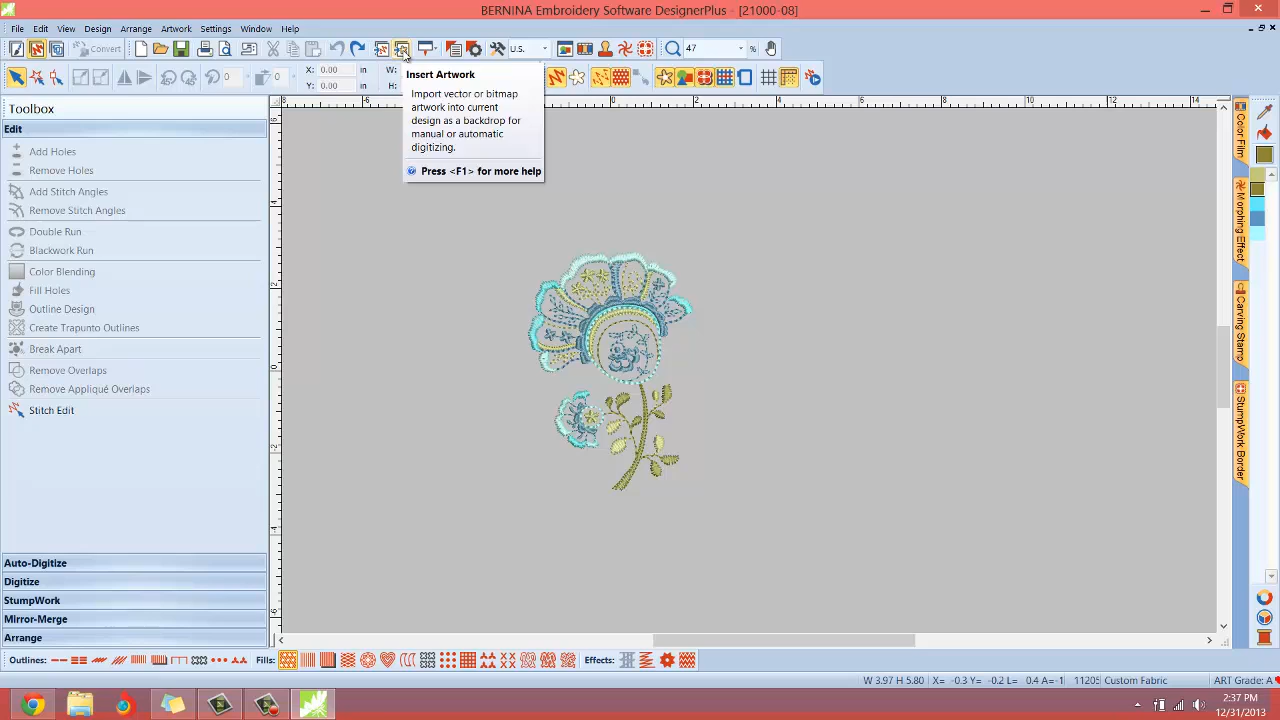 BERNINA Embroidery Software DesignerPlus - [21000-08]
File Edit View Design Arrange Artwork Settings Window Help
Convert U.S. 47 %
0 0 X: 0.00 in W:
Y: 0.00 in H:
Insert Artwork
Import vector or bitmap
artwork into current
design as a backdrop for
manual or automatic
digitizing.
Press <F1> for more help
Toolbox
Edit
Add Holes
Remove Holes
Add Stitch Angles
Remove Stitch Angles
Double Run
Blackwork Run
Color Blending
Fill Holes
Outline Design
Create Trapunto Outlines
Break Apart
Remove Overlaps
Remove Appliqué Overlaps
Stitch Edit
Auto-Digitize
Digitize
StumpWork
Mirror-Merge
Arrange
Color Film
Morphing Effect
Carving Stamp
StumpWork Border
Outlines: Fills: Effects:
W 3.97 H 5.80 X= -0.3 Y= -0.2 L= 0.4 A=-1 11205 Custom Fabric ART Grade: A
2:37 PM
12/31/2013